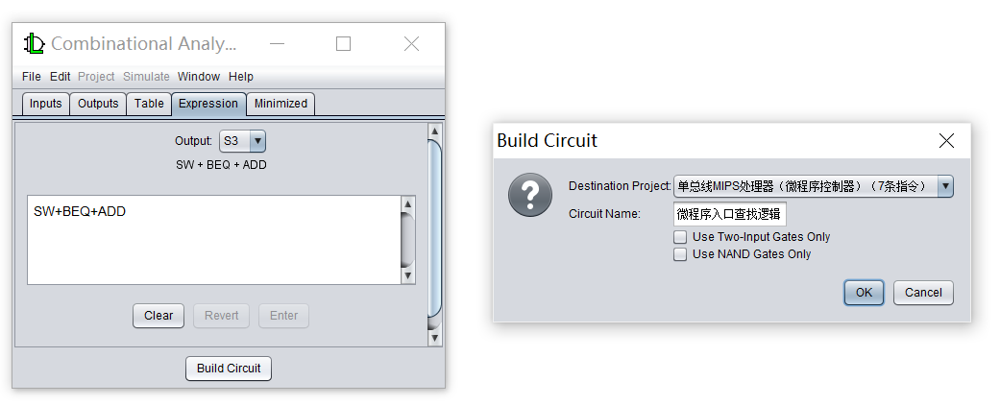 Combinational Analy...
File Edit Project Simulate Window Help
Inputs Outputs Table Expression Minimized
Output: S3
SW + BEQ + ADD
SW+BEQ+ADD
Clear Revert Enter
Build Circuit
Build Circuit
Destination Project: 单总线MIPS处理器（微程序控制器）（7条指令）
Circuit Name: 微程序入口查找逻辑
Use Two-Input Gates Only
Use NAND Gates Only
OK Cancel